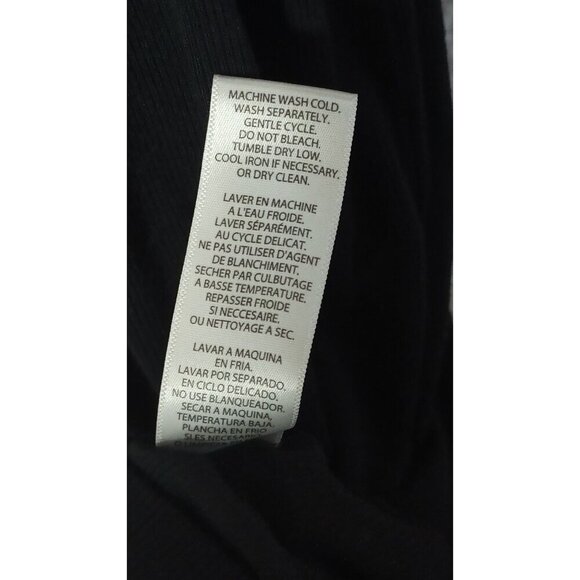 MACHINE WASH COLD.
WASH SEPARATELY.
GENTLE CYCLE.
DO NOT BLEACH.
TUMBLE DRY LOW.
COOL IRON IF NECESSARY.
OR DRY CLEAN.
LAVER EN MACHINE
A L'EAU FROIDE.
LAVER SÉPARÉMENT.
AU CYCLE DELICAT.
NE PAS UTILISER D'AGENT
DE BLANCHIMENT.
SECHER PAR CULBUTAGE
A BASSE TEMPERATURE.
REPASSER FROIDE
SI NECCESAIRE.
OU NETTOYAGE A SEC.
LAVAR A MAQUINA
EN FRIA.
LAVAR POR SEPARADO.
EN CICLO DELICADO.
NO USE BLANQUEADOR.
SECAR A MAQUINA,
TEMPERATURA BAJA.
PLANCHA EN FRIO
SI ES
O